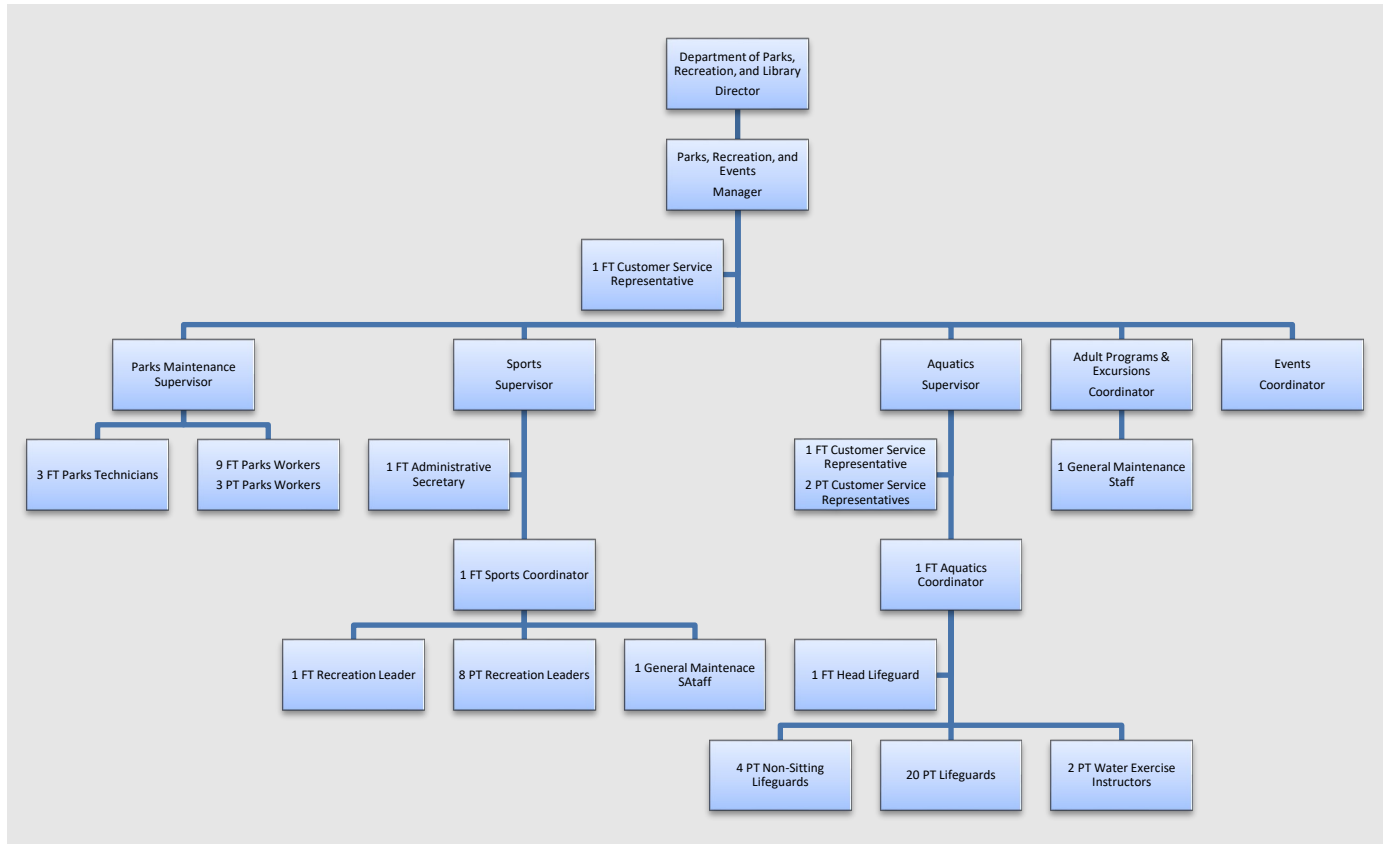 Department of Parks,
Recreation, and Library
Director
Parks, Recreation, and
Events
Manager
1 FT Customer Service
Representative
Parks Maintenance
Supervisor
Sports
Supervisor
Aquatics
Supervisor
Adult Programs &
Excursions
Coordinator
Events
Coordinator
3 FT Parks Technicians
9 FT Parks Workers
3 PT Parks Workers
1 FT Administrative
Secretary
1 FT Customer Service
Representative
2 PT Customer Service
Representatives
1 General Maintenance
Staff
1 FT Sports Coordinator
1 FT Aquatics
Coordinator
1 FT Recreation Leader
8 PT Recreation Leaders
1 General Maintenace
SAtaff
1 FT Head Lifeguard
4 PT Non-Sitting
Lifeguards
20 PT Lifeguards
2 PT Water Exercise
Instructors